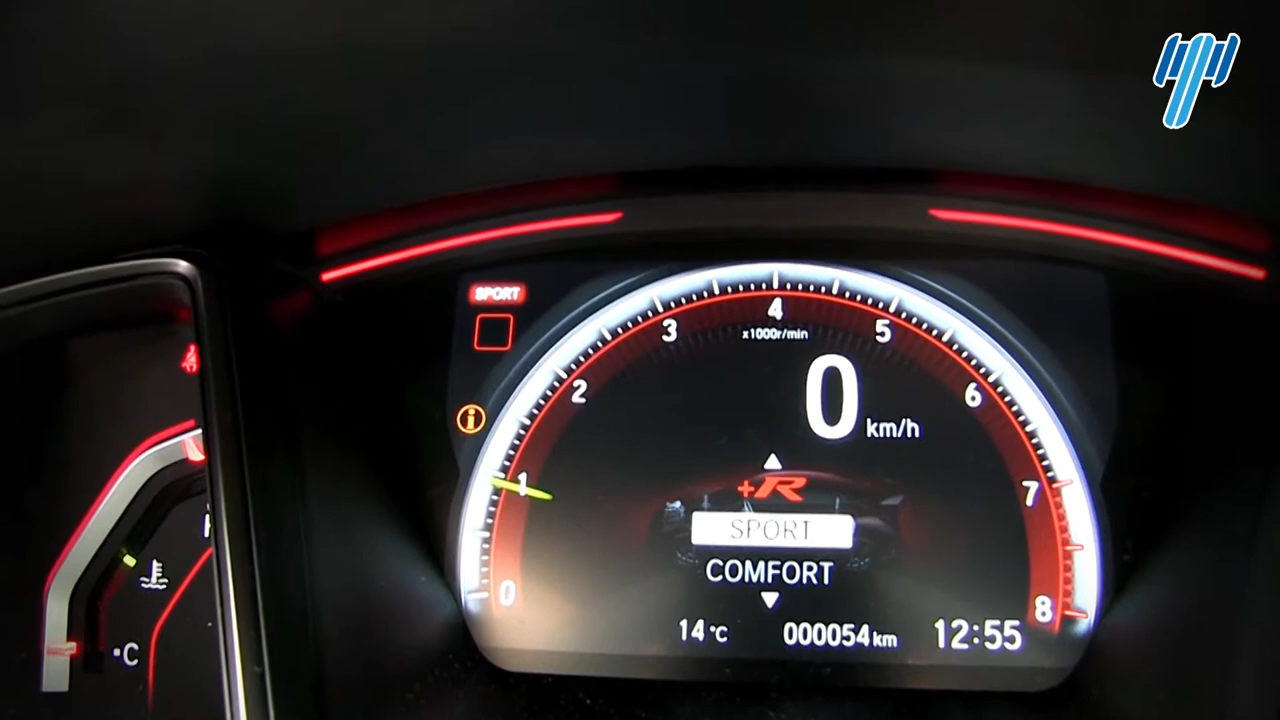 SPORT
4
3
5
x1000r/min
2
6
0 km/h
1
7
+R
SPORT
COMFORT
0
8
14°C
000054 km
12:55
°C